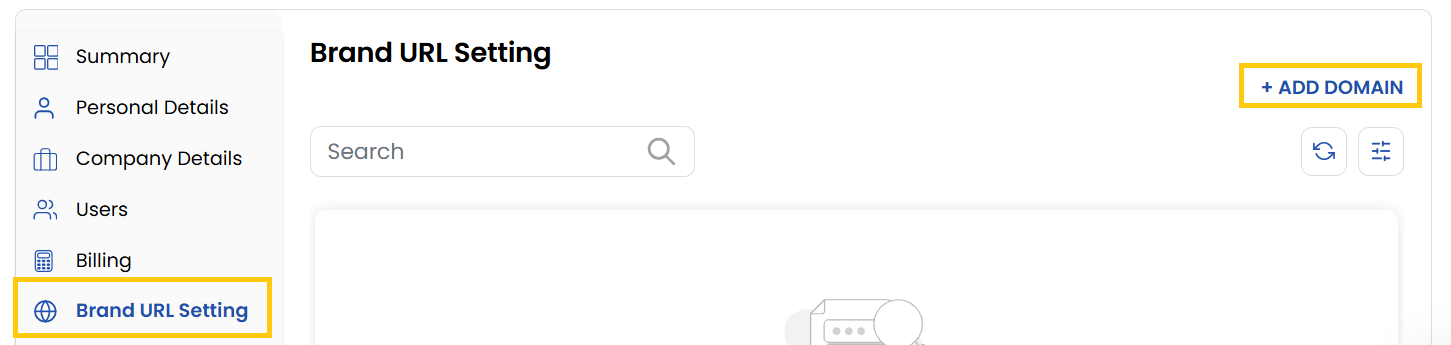 Summary
Personal Details
Company Details
Users
Billing
Brand URL Setting
Brand URL Setting
+ ADD DOMAIN
Search